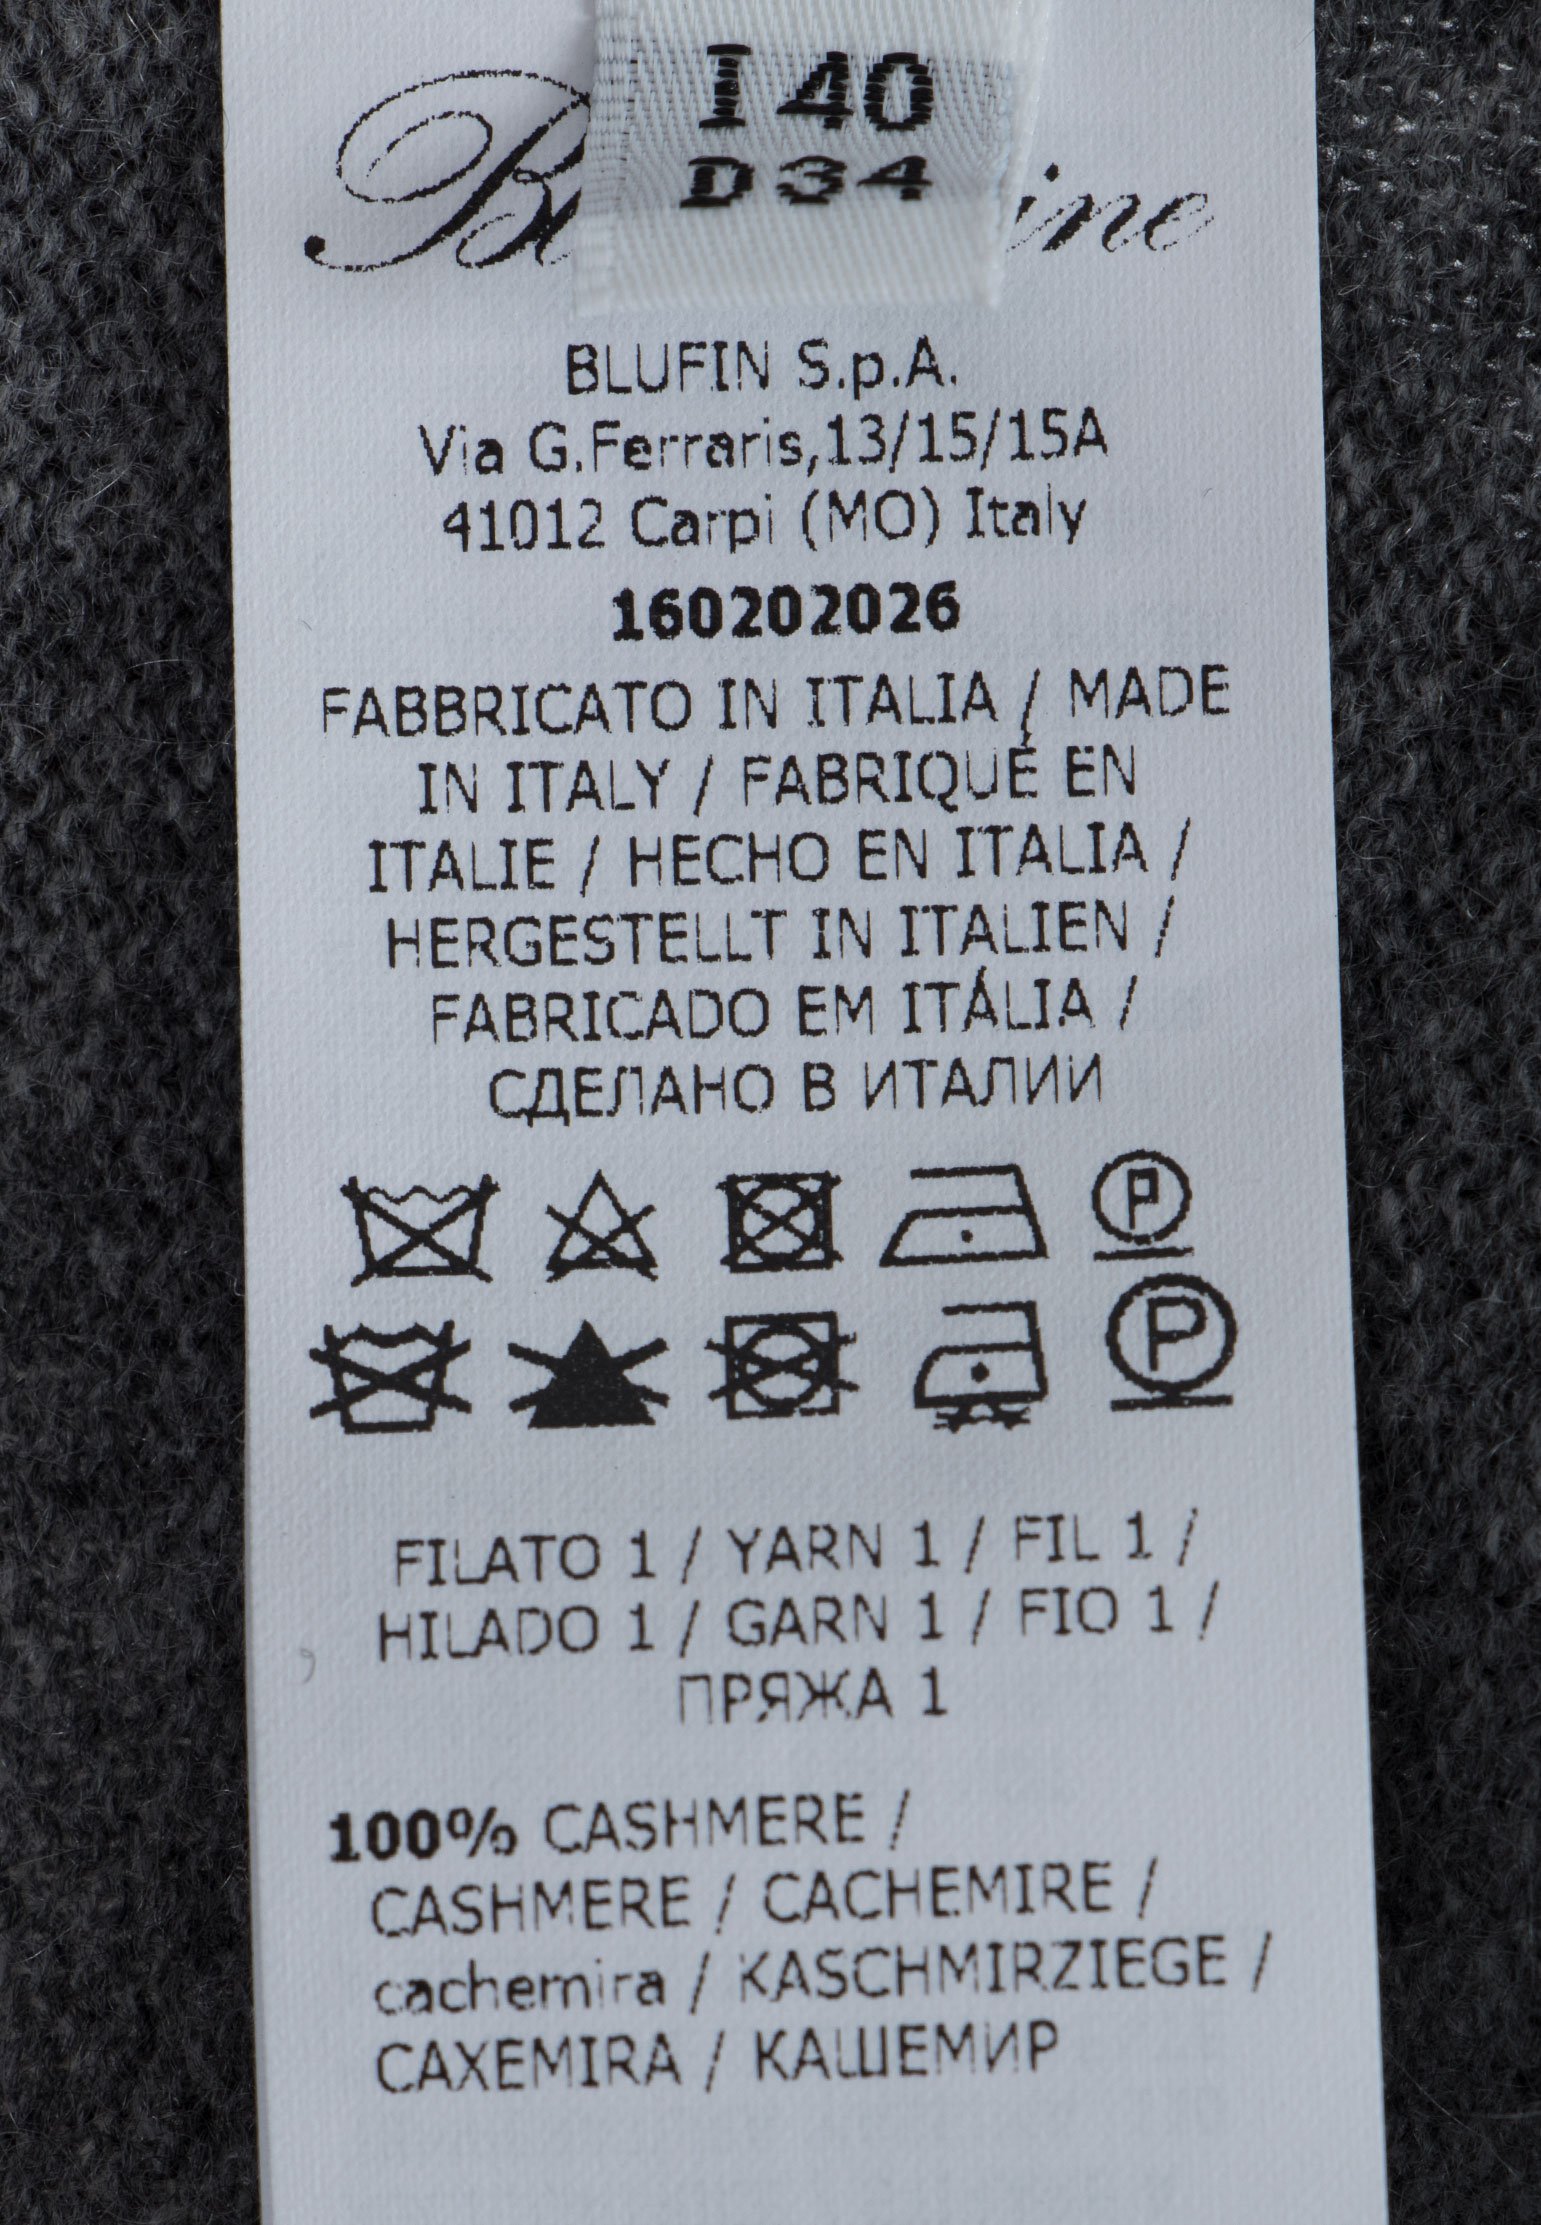 I 40
D 34
BLUFIN S.p.A.
Via G.Ferraris,13/15/15A
41012 Carpi (MO) Italy
160202026
FABBRICATO IN ITALIA / MADE
IN ITALY / FABRIQUÉ EN
ITALIE / HECHO EN ITALIA /
HERGESTELLT IN ITALIEN /
FABRICADO EM ITÁLIA /
СДЕЛАНО В ИТАЛИИ
P
P
FILATO 1 / YARN 1 / FIL 1 /
HILADO 1 / GARN 1 / FIO 1 /
ПРЯЖА 1
100% CASHMERE /
CASHMERE / CACHEMIRE /
cachemira / KASCHMIRZIEGE /
CAXEMIRA / КАШЕМИР